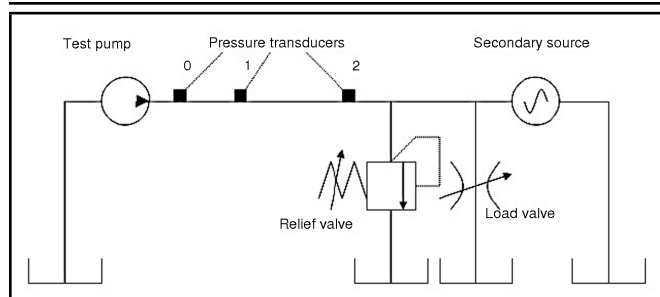 Test pump
Pressure transducers
Secondary source
0
1
2
Relief valve
Load valve